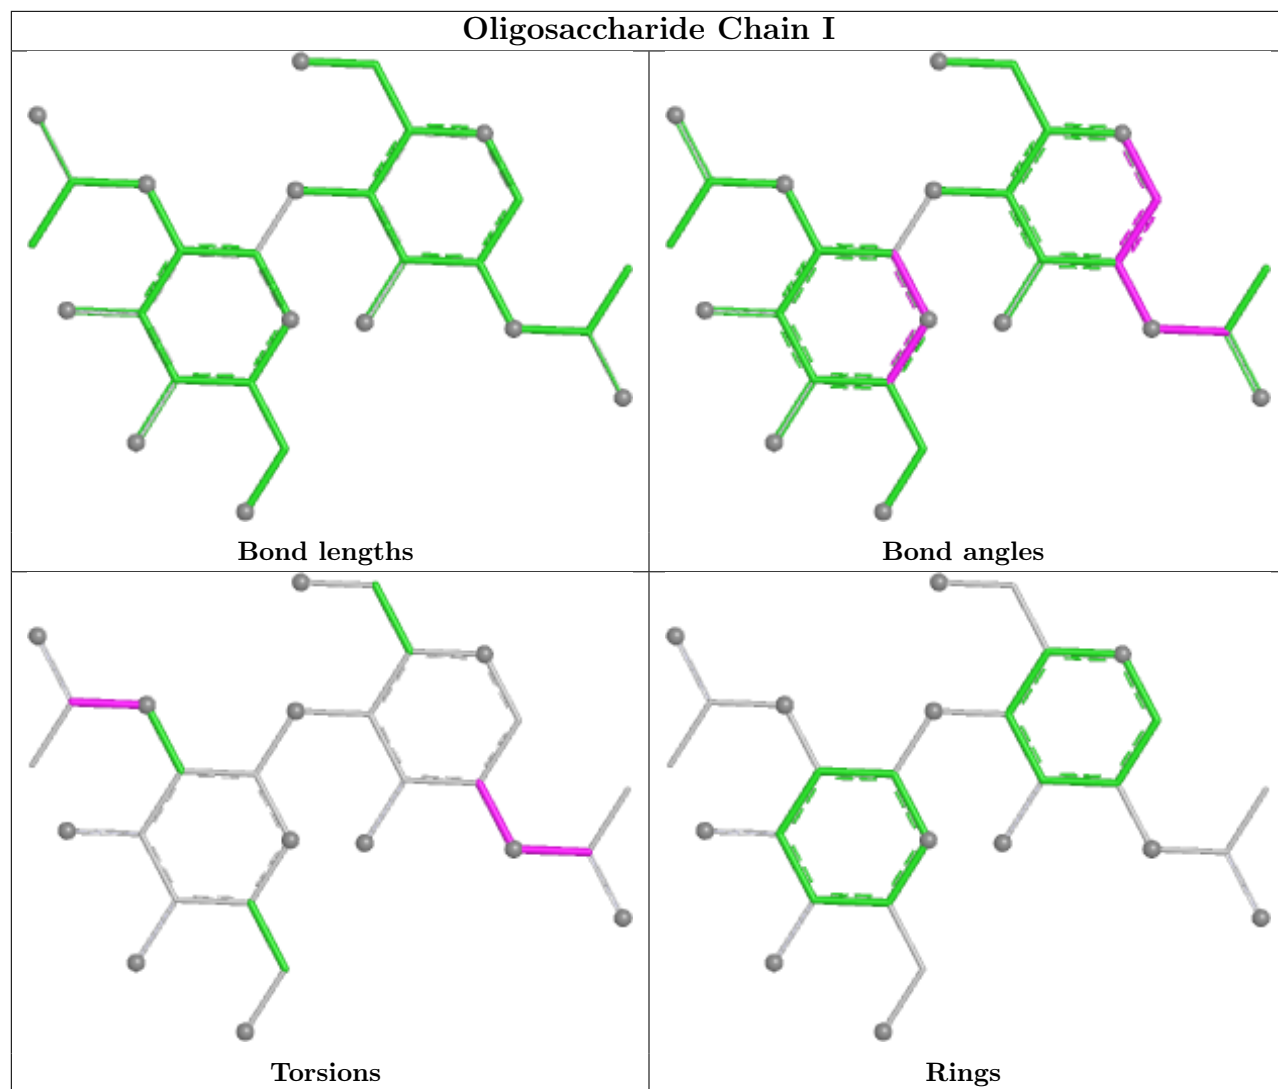 Oligosaccharide Chain I
Bond lengths
Bond angles
Torsions
Rings